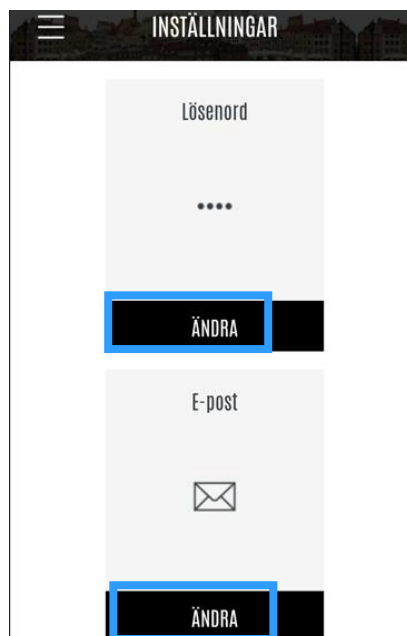 INSTÄLLNINGAR
Lösenord
••••
ÄNDRA
E-post
ÄNDRA